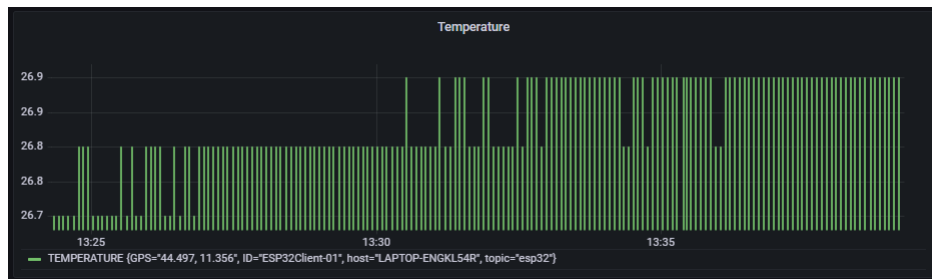 Temperature
26.9
26.9
26.8
26.8
26.7
13:25 13:30 13:35
TEMPERATURE {GPS="44.497, 11.356", ID="ESP32Client-01", host="LAPTOP-ENGKL54R", topic="esp32"}